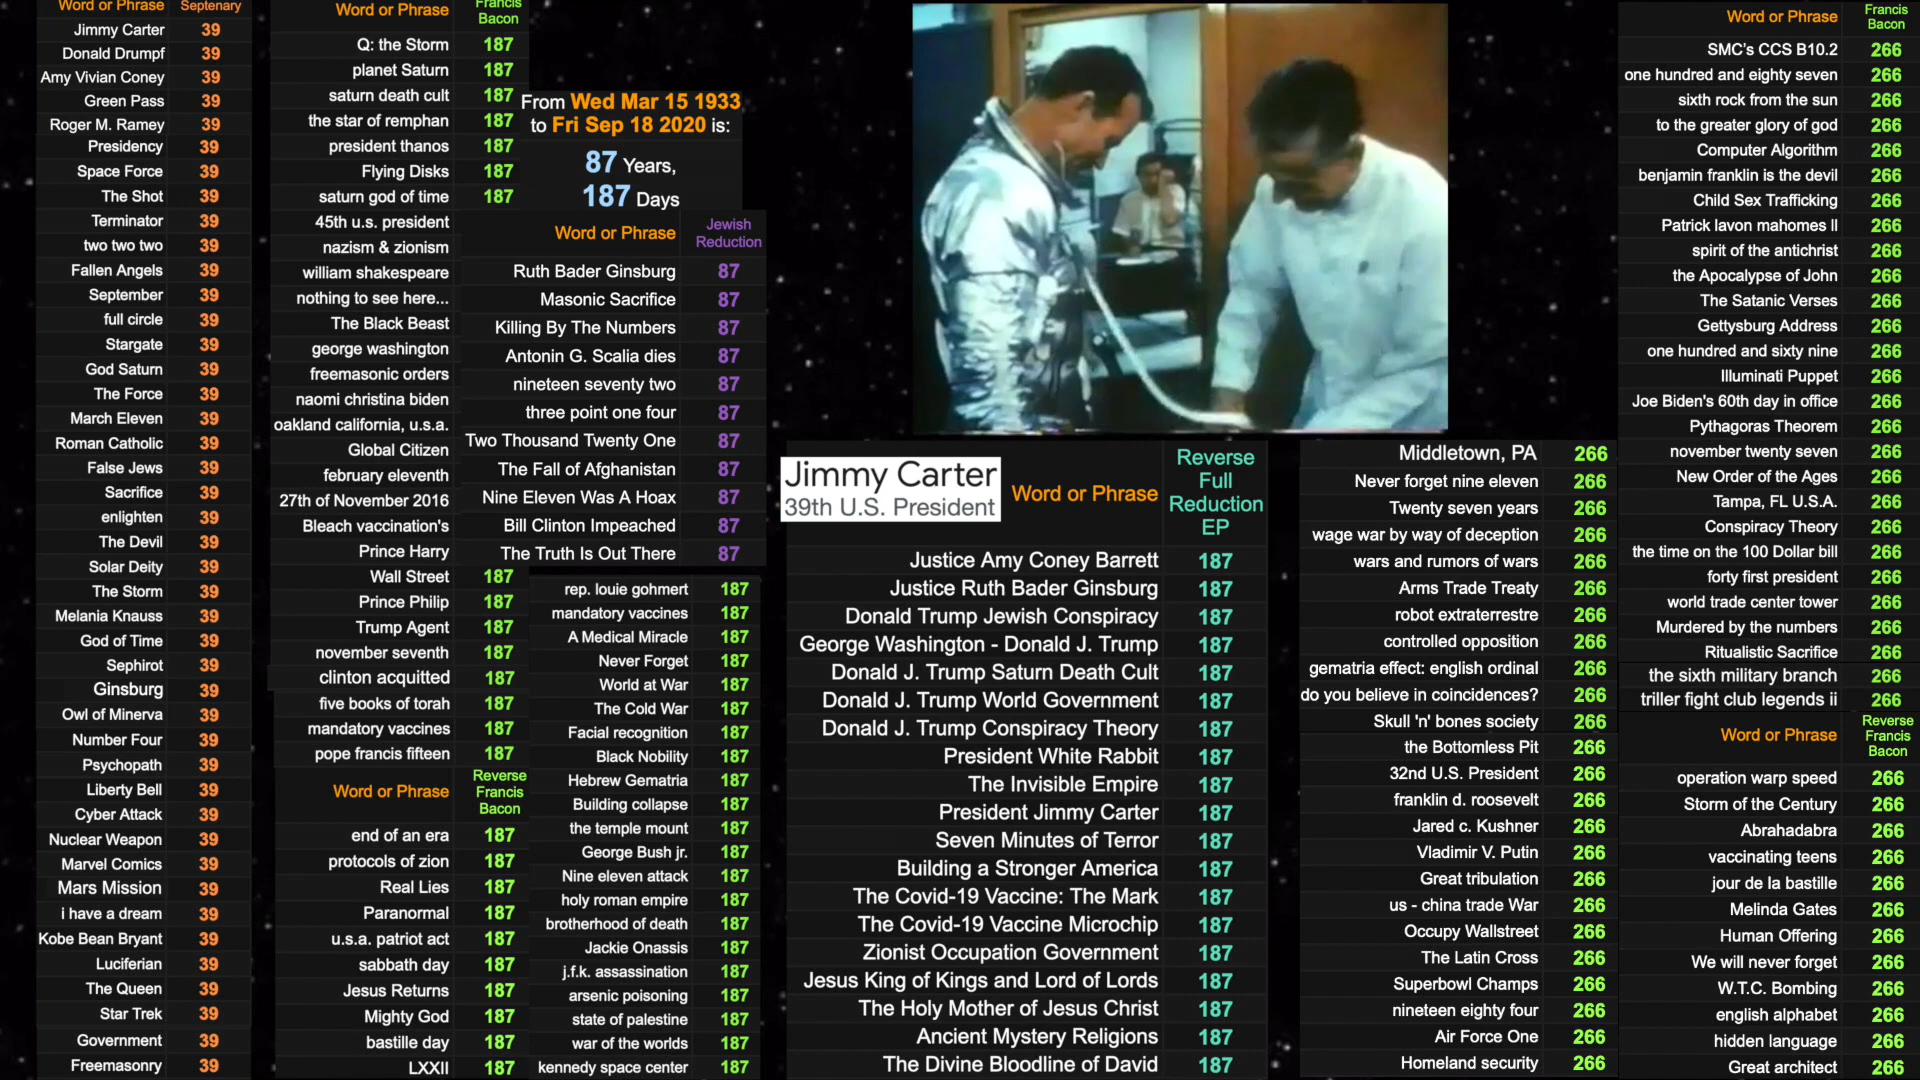 Word or Phrase Septenary
Jimmy Carter 39
Donald Drumpf 39
Amy Vivian Coney 39
Green Pass 39
Roger M. Ramey 39
Presidency 39
Space Force 39
The Shot 39
Terminator 39
two two two 39
Fallen Angels 39
September 39
full circle 39
Stargate 39
God Saturn 39
The Force 39
March Eleven 39
Roman Catholic 39
False Jews 39
Sacrifice 39
enlighten 39
The Devil 39
Solar Deity 39
The Storm 39
Melania Knauss 39
God of Time 39
Sephirot 39
Ginsburg 39
Owl of Minerva 39
Number Four 39
Psychopath 39
Liberty Bell 39
Cyber Attack 39
Nuclear Weapon 39
Marvel Comics 39
Mars Mission 39
i have a dream 39
Kobe Bean Bryant 39
Luciferian 39
The Queen 39
Star Trek 39
Government 39
Freemasonry 39
Word or Phrase Francis Bacon
Q: the Storm 187
planet Saturn 187
saturn death cult 187
the star of remphan 187
president thanos 187
Flying Disks 187
saturn god of time 187
45th u.s. president
nazism & zionism
william shakespeare
nothing to see here...
The Black Beast
george washington
freemasonic orders
naomi christina biden
oakland california, u.s.a.
Global Citizen
february eleventh
27th of November 2016
Bleach vaccination's
Prince Harry
Wall Street 187
Prince Philip 187
Trump Agent 187
november seventh 187
clinton acquitted 187
five books of torah 187
mandatory vaccines 187
pope francis fifteen 187
Word or Phrase Reverse Francis Bacon
end of an era 187
protocols of zion 187
Real Lies 187
Paranormal 187
u.s.a. patriot act 187
sabbath day 187
Jesus Returns 187
Mighty God 187
bastille day 187
LXXII 187
From Wed Mar 15 1933
to Fri Sep 18 2020 is:
87 Years,
187 Days
Word or Phrase Jewish Reduction
Ruth Bader Ginsburg 87
Masonic Sacrifice 87
Killing By The Numbers 87
Antonin G. Scalia dies 87
nineteen seventy two 87
three point one four 87
Two Thousand Twenty One 87
The Fall of Afghanistan 87
Nine Eleven Was A Hoax 87
Bill Clinton Impeached 87
The Truth Is Out There 87
rep. louie gohmert 187
mandatory vaccines 187
A Medical Miracle 187
Never Forget 187
World at War 187
The Cold War 187
Facial recognition 187
Black Nobility 187
Hebrew Gematria 187
Building collapse 187
the temple mount 187
George Bush jr. 187
Nine eleven attack 187
holy roman empire 187
brotherhood of death 187
Jackie Onassis 187
j.f.k. assassination 187
arsenic poisoning 187
state of palestine 187
war of the worlds 187
kennedy space center 187
Jimmy Carter
39th U.S. President
Word or Phrase Reverse Full Reduction EP
Justice Amy Coney Barrett 187
Justice Ruth Bader Ginsburg 187
Donald Trump Jewish Conspiracy 187
George Washington - Donald J. Trump 187
Donald J. Trump Saturn Death Cult 187
Donald J. Trump World Government 187
Donald J. Trump Conspiracy Theory 187
President White Rabbit 187
The Invisible Empire 187
President Jimmy Carter 187
Seven Minutes of Terror 187
Building a Stronger America 187
The Covid-19 Vaccine: The Mark 187
The Covid-19 Vaccine Microchip 187
Zionist Occupation Government 187
Jesus King of Kings and Lord of Lords 187
The Holy Mother of Jesus Christ 187
Ancient Mystery Religions 187
The Divine Bloodline of David 187
Middletown, PA 266
Never forget nine eleven 266
Twenty seven years 266
wage war by way of deception 266
wars and rumors of wars 266
Arms Trade Treaty 266
robot extraterrestre 266
controlled opposition 266
gematria effect: english ordinal 266
do you believe in coincidences? 266
Skull 'n' bones society 266
the Bottomless Pit 266
32nd U.S. President 266
franklin d. roosevelt 266
Jared c. Kushner 266
Vladimir V. Putin 266
Great tribulation 266
us - china trade War 266
Occupy Wallstreet 266
The Latin Cross 266
Superbowl Champs 266
nineteen eighty four 266
Air Force One 266
Homeland security 266
Word or Phrase Francis Bacon
SMC's CCS B10.2 266
one hundred and eighty seven 266
sixth rock from the sun 266
to the greater glory of god 266
Computer Algorithm 266
benjamin franklin is the devil 266
Child Sex Trafficking 266
Patrick lavon mahomes II 266
spirit of the antichrist 266
the Apocalypse of John 266
The Satanic Verses 266
Gettysburg Address 266
one hundred and sixty nine 266
Illuminati Puppet 266
Joe Biden's 60th day in office 266
Pythagoras Theorem 266
november twenty seven 266
New Order of the Ages 266
Tampa, FL U.S.A. 266
Conspiracy Theory 266
the time on the 100 Dollar bill 266
forty first president 266
world trade center tower 266
Murdered by the numbers 266
Ritualistic Sacrifice 266
the sixth military branch 266
triller fight club legends ii 266
Word or Phrase Reverse Francis Bacon
operation warp speed 266
Storm of the Century 266
Abrahadabra 266
vaccinating teens 266
jour de la bastille 266
Melinda Gates 266
Human Offering 266
We will never forget 266
W.T.C. Bombing 266
english alphabet 266
hidden language 266
Great architect 266